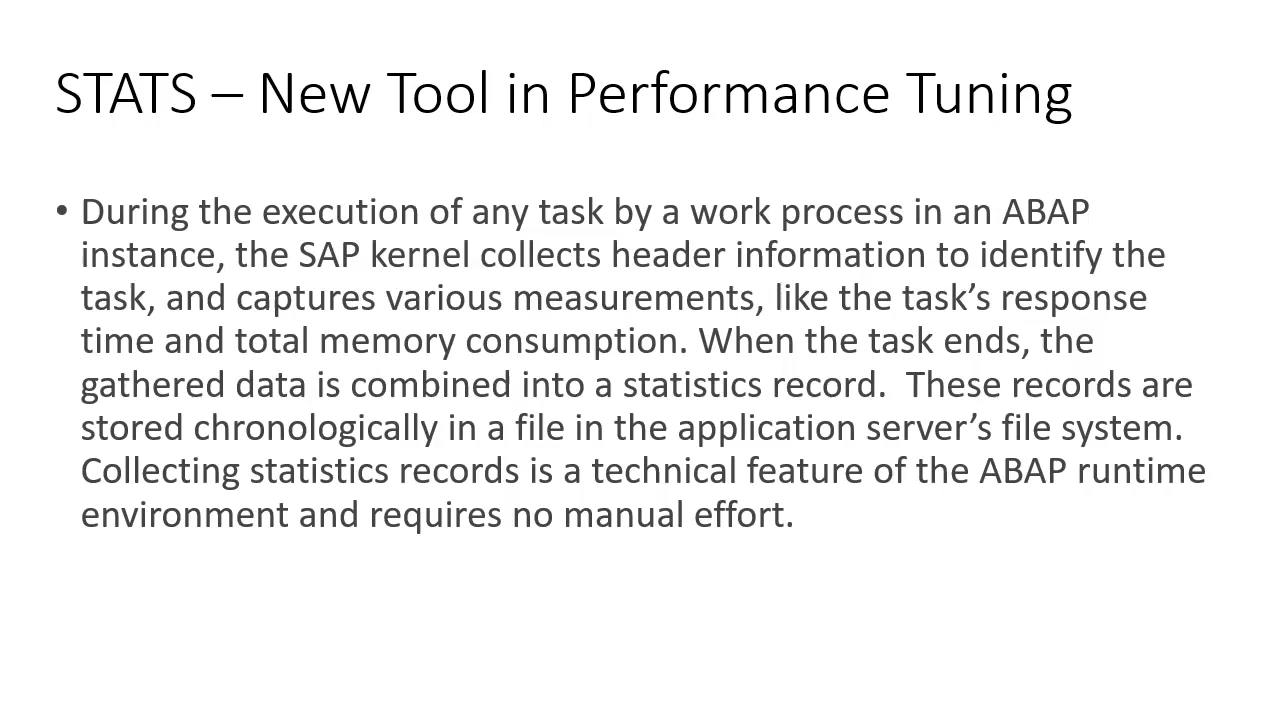 STATS – New Tool in Performance Tuning
• During the execution of any task by a work process in an ABAP
instance, the SAP kernel collects header information to identify the
task, and captures various measurements, like the task’s response
time and total memory consumption. When the task ends, the
gathered data is combined into a statistics record.  These records are
stored chronologically in a file in the application server’s file system.
Collecting statistics records is a technical feature of the ABAP runtime
environment and requires no manual effort.